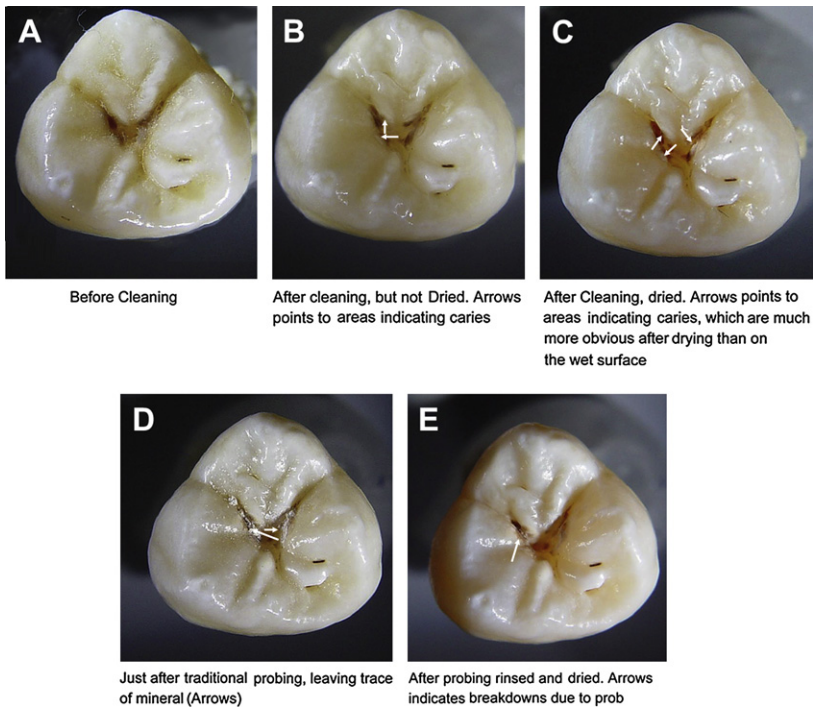 A
B
C
Before Cleaning
After cleaning, but not Dried. Arrows
points to areas indicating caries
After Cleaning, dried. Arrows points to
areas indicating caries, which are much
more obvious after drying than on
the wet surface
D
E
Just after traditional probing, leaving trace
of mineral (Arrows)
After probing rinsed and dried. Arrows
indicates breakdowns due to prob